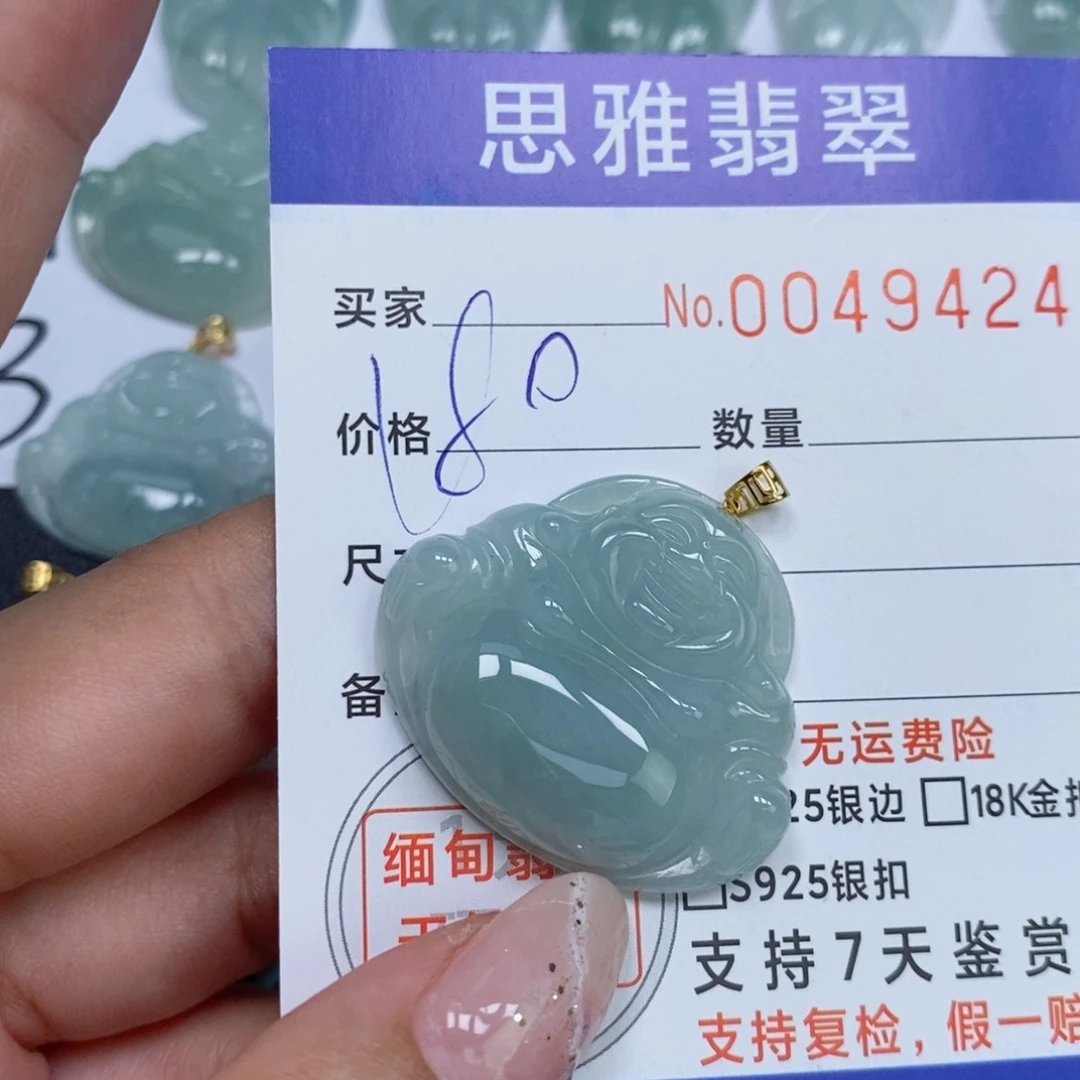 思雅翡翠
买家 No.0049424
180
价格 数量
尺
备
无运费险
25银边 □18K金
缅甸翡
S925银扣
支持7天鉴赏
支持复检，假一赔